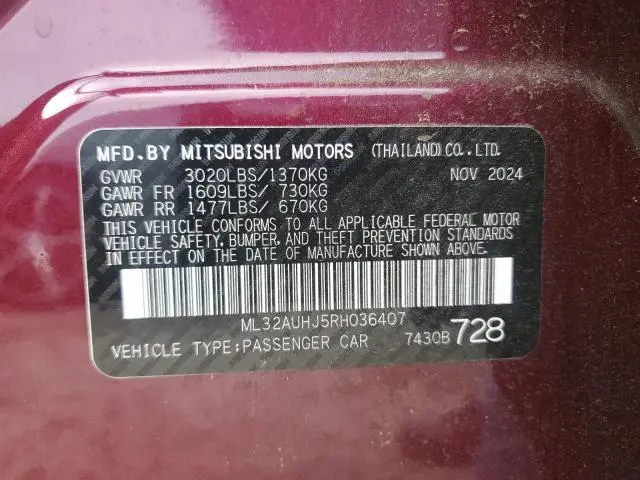 MFD.BY MITSUBISHI MOTORS (THAILAND)CO.,LTD.
GVWR 3020LBS/1370KG NOV 2024
GAWR FR 1609LBS/ 730KG
GAWR RR 1477LBS/ 670KG
THIS VEHICLE CONFORMS TO ALL APPLICABLE FEDERAL MOTOR
VEHICLE SAFETY, BUMPER, AND THEFT PREVENTION STANDARDS
IN EFFECT ON THE DATE OF MANUFACTURE SHOWN ABOVE.
ML32AUHJ5RH036407
VEHICLE TYPE:PASSENGER CAR 7430B 728